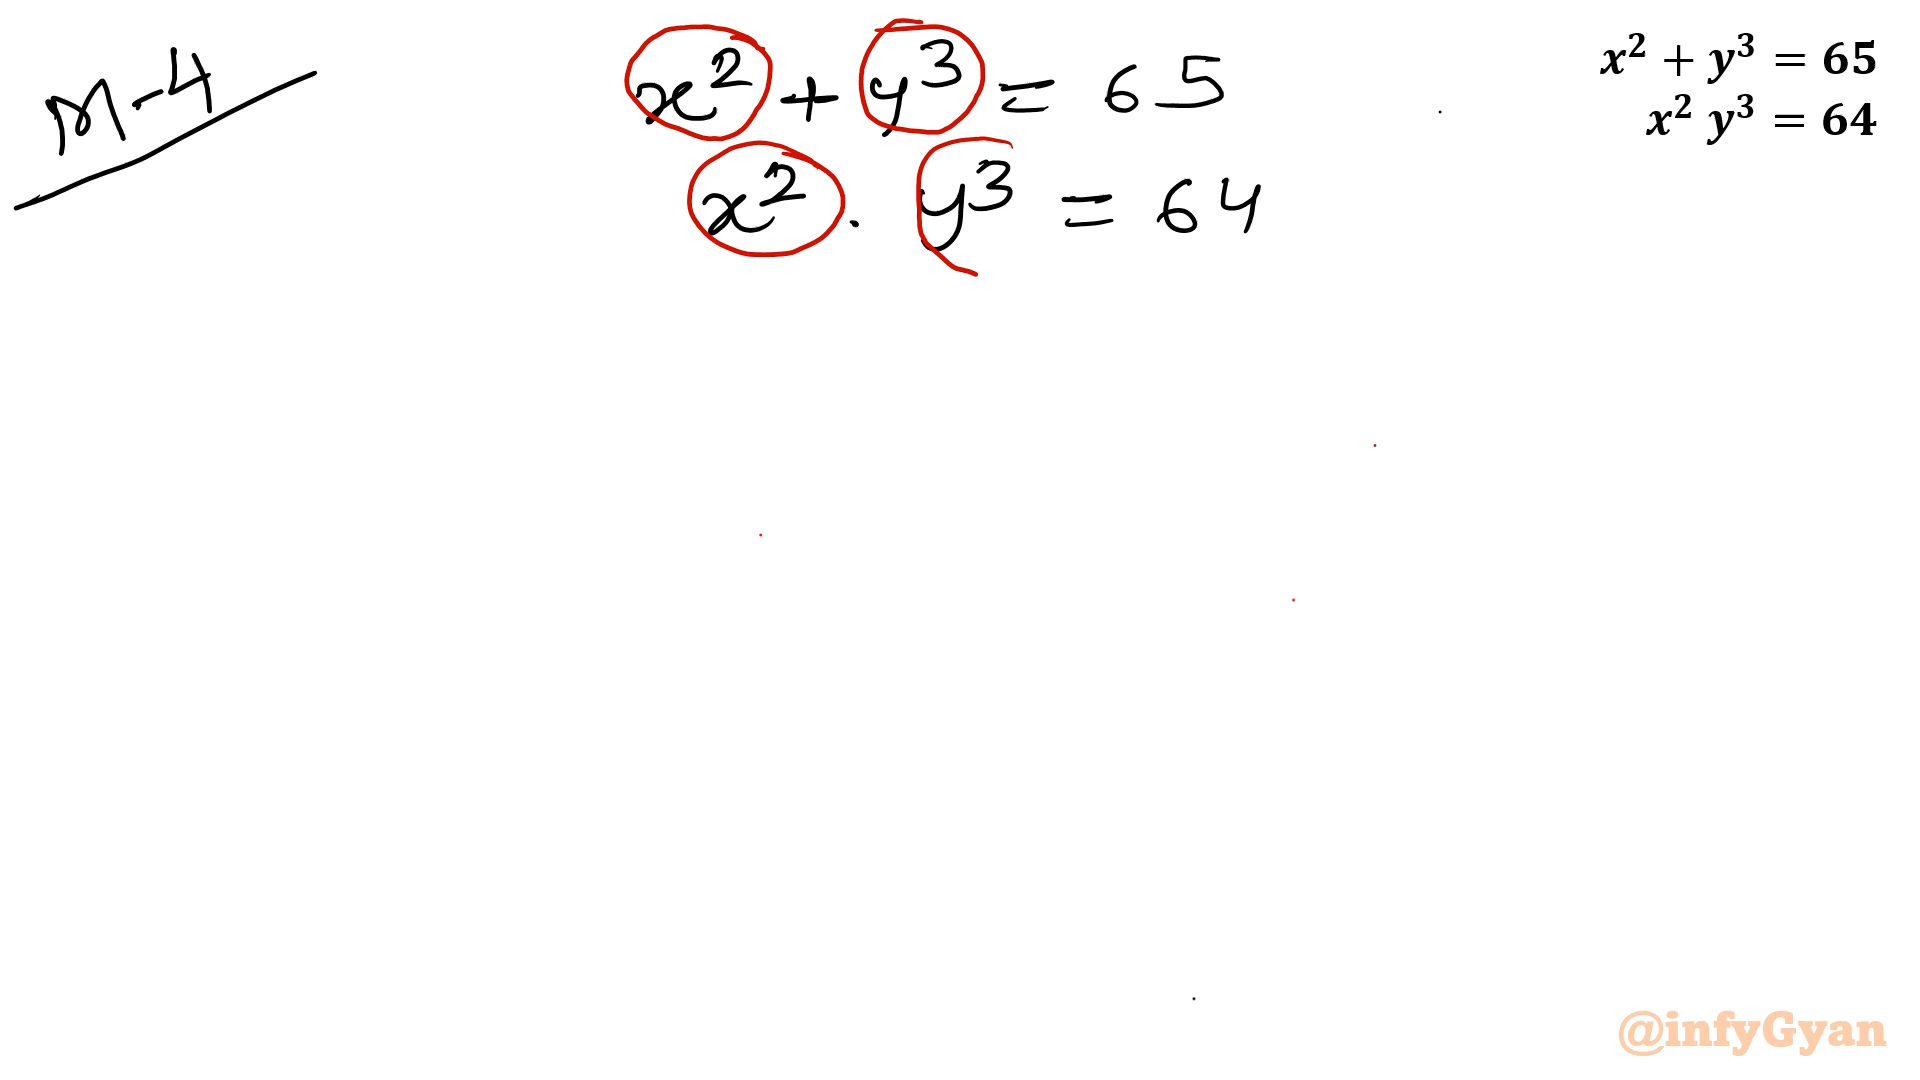 M-4
x² + y³ = 65
x² . y³ = 64
x² + y³ = 65
x² y³ = 64
@infyGyan